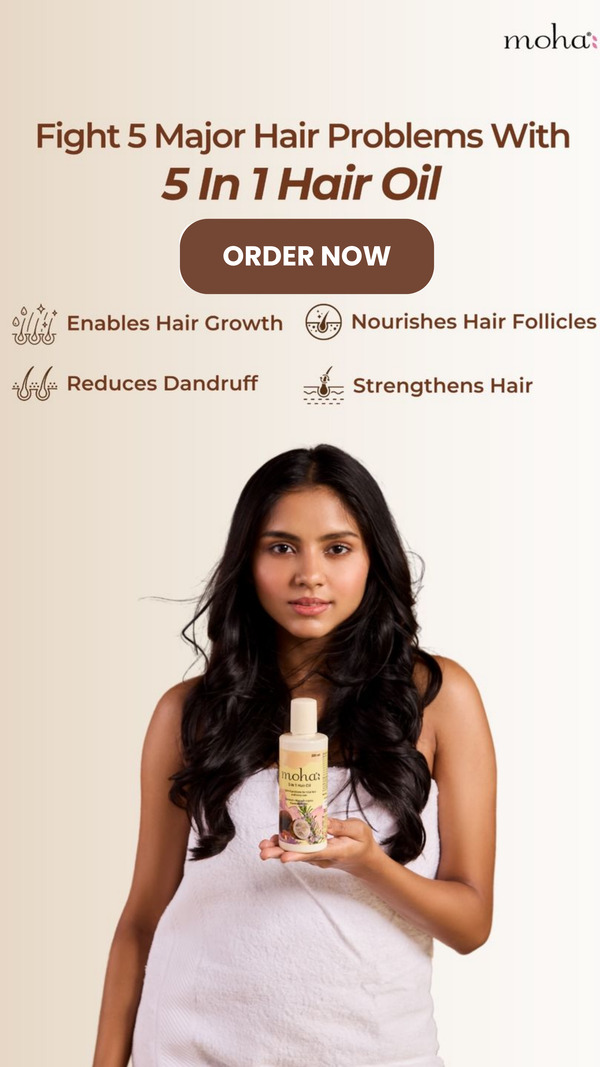 moha:
Fight 5 Major Hair Problems With
5 In 1 Hair Oil
ORDER NOW
Enables Hair Growth
Nourishes Hair Follicles
Reduces Dandruff
Strengthens Hair
moha:
5 in 1 Hair Oil